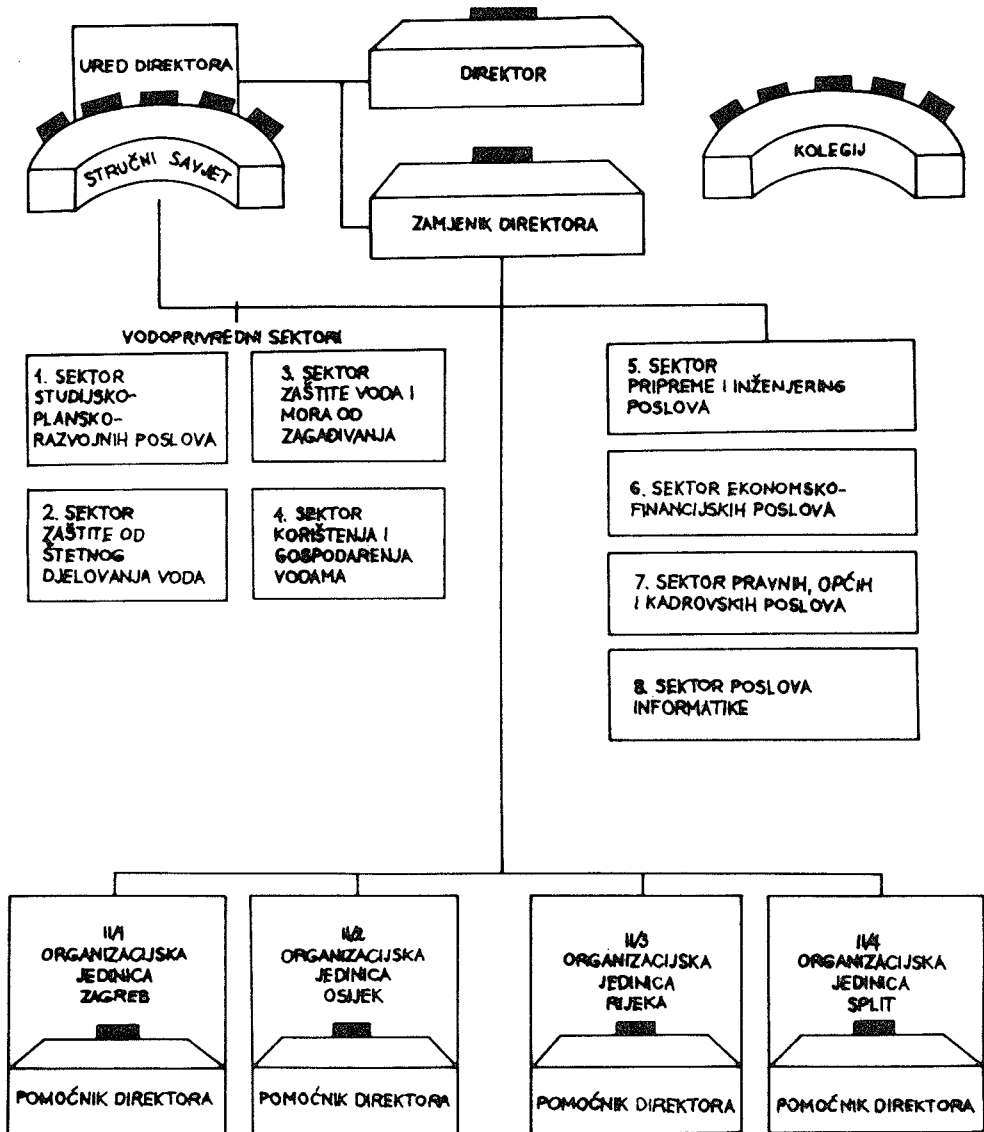 URED DIREKTORA
DIREKTOR
STRUČNI SAVJET
KOLEGIJ
ZAMJENIK DIREKTORA
VODOPRIVREDNI SEKTORI
1. SEKTOR
STUDIJSKO-
PLANSKO-
RAZVOJNIH POSLOVA
3. SEKTOR
ZAŠTITE VODA I
MORA OD
ZAGAĐIVANJA
2. SEKTOR
ZAŠTITE OD
ŠTETNOG
DJELOVANJA VODA
4. SEKTOR
KORIŠTENJA I
GOSPODARENJA
VODAMA
5. SEKTOR
PRIPREME I INŽENJERING
POSLOVA
6. SEKTOR EKONOMSKO-
FINANCIJSKIH POSLOVA
7. SEKTOR PRAVNIH, OPĆIH
I KADROVSKIH POSLOVA
8. SEKTOR POSLOVA
INFORMATIKE
II/1
ORGANIZACIJSKA
JEDINICA
ZAGREB
POMOĆNIK DIREKTORA
II/2
ORGANIZACIJSKA
JEDINICA
OSIJEK
POMOĆNIK DIREKTORA
II/3
ORGANIZACIJSKA
JEDINICA
RIJEKA
POMOĆNIK DIREKTORA
II/4
ORGANIZACIJSKA
JEDINICA
SPLIT
POMOĆNIK DIREKTORA